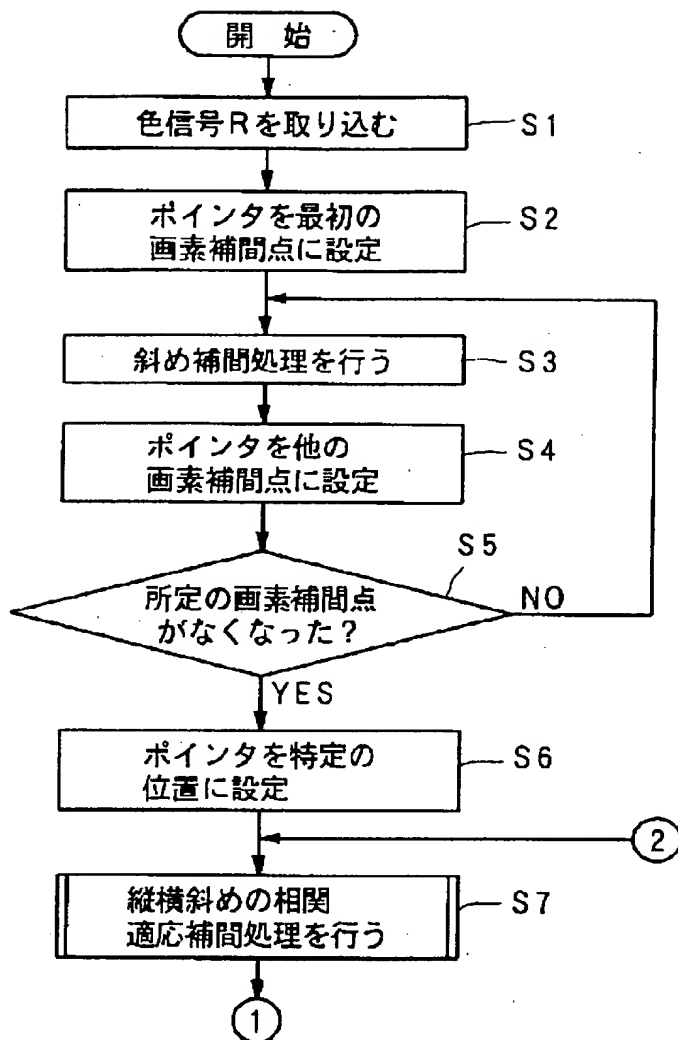 開 始
色信号Rを取り込む
S1
ポインタを最初の
画素補間点に設定
S2
斜め補間処理を行う
S3
ポインタを他の
画素補間点に設定
S4
S5
所定の画素補間点
がなくなった?
NO
YES
ポインタを特定の
位置に設定
S6
2
縦横斜めの相関
適応補間処理を行う
S7
1